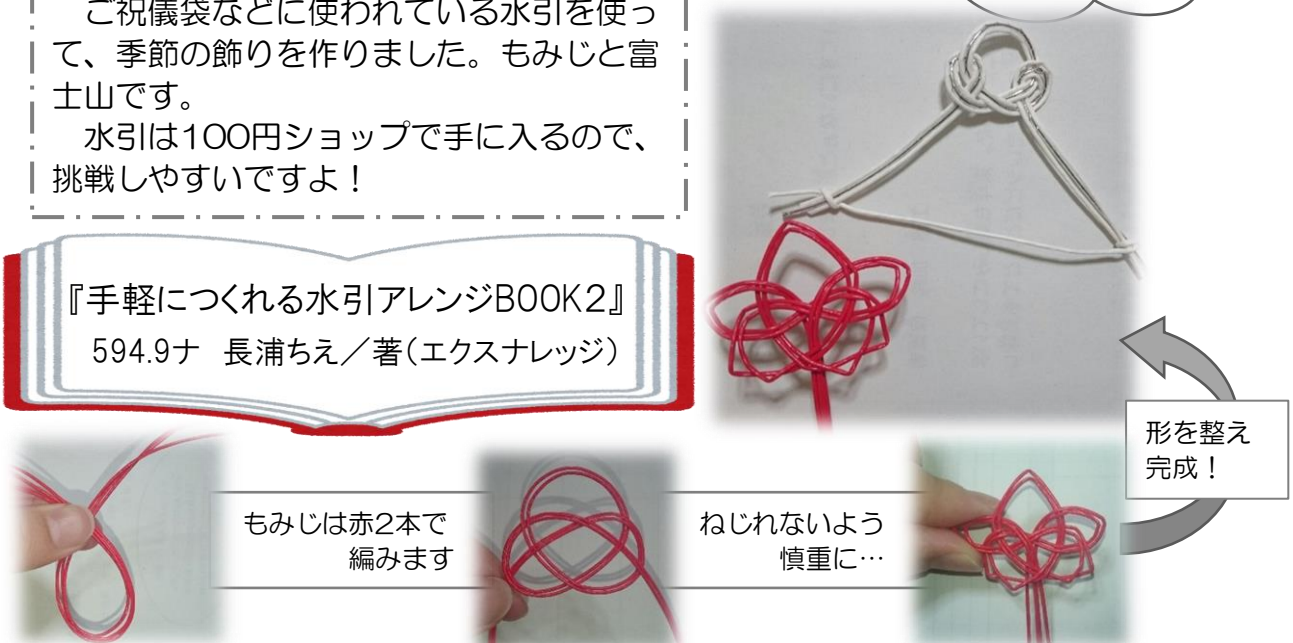 ご祝儀袋などに使われている水引を使っ
て、季節の飾りを作りました。もみじと富
士山です。
水引は100円ショップで手に入るので、
挑戦しやすいですよ！
『手軽につくれる水引アレンジBOOK2』
594.9ナ 長浦ちえ／著(エクスナレッジ)
形を整え
完成！
もみじは赤2本で
編みます
ねじれないよう
慎重に…